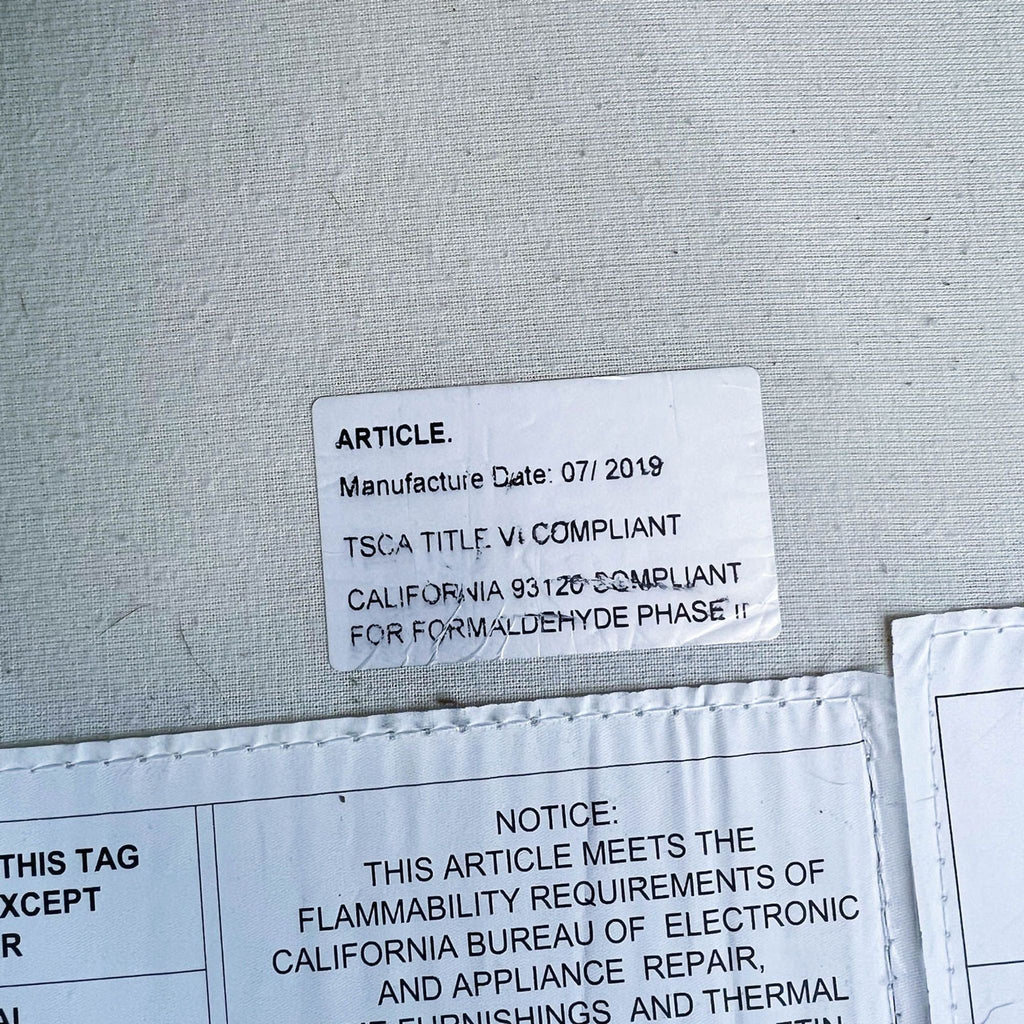 ARTICLE.
Manufacture Date: 07/ 2019
TSCA TITLE VI COMPLIANT
CALIFORNIA 93120 COMPLIANT
FOR FORMALDEHYDE PHASE II
THIS TAG
XCEPT
R
AL
NOTICE:
THIS ARTICLE MEETS THE
FLAMMABILITY REQUIREMENTS OF
CALIFORNIA BUREAU OF ELECTRONIC
AND APPLIANCE REPAIR,
FURNISHINGS AND THERMAL